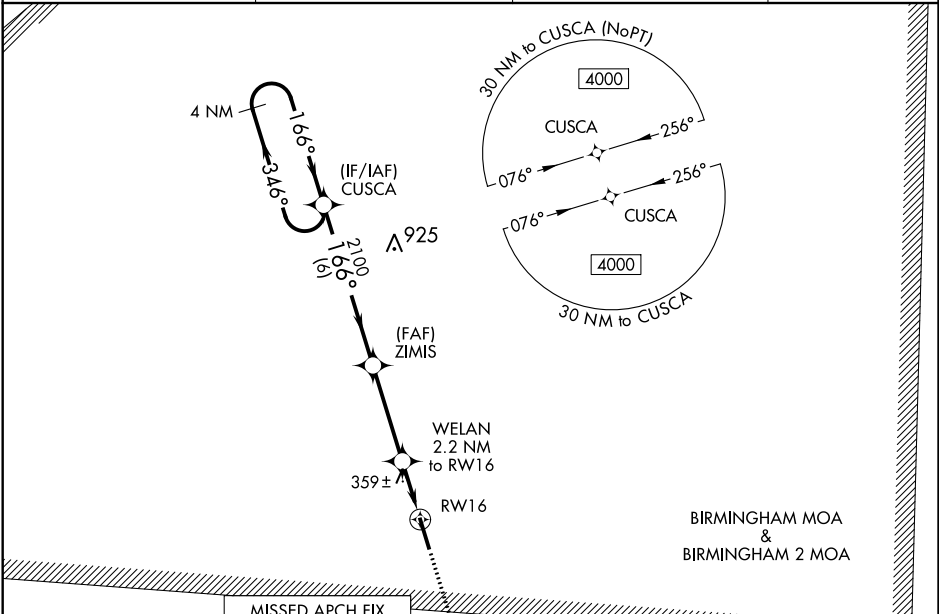 30 NM to CUSCA (NoPT)
4000
CUSCA
256°
076°
256°
076°
CUSCA
4000
30 NM to CUSCA
4 NM
166°
346°
(IF/IAF)
CUSCA
925
2100
166°
(6)
(FAF)
ZIMIS
WELAN
2.2 NM
to RW16
359±
RW16
BIRMINGHAM MOA
&
BIRMINGHAM 2 MOA
MISSED APCH FIX